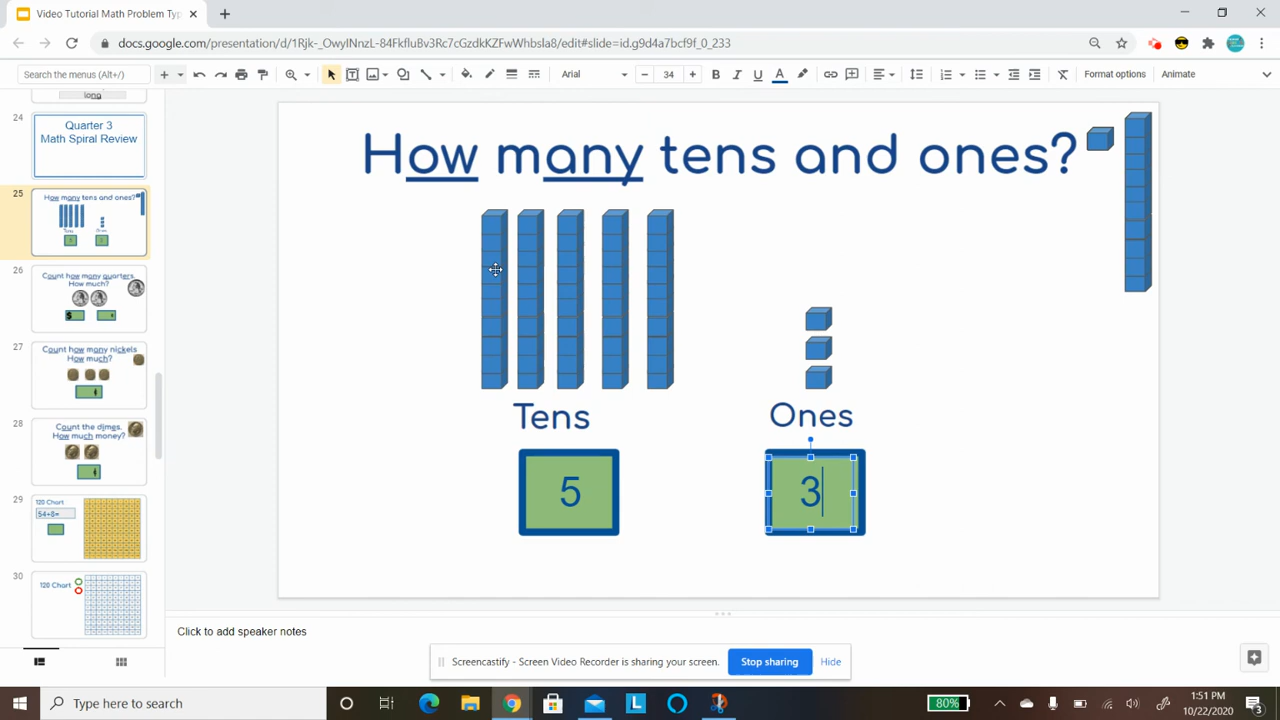 Video Tutorial Math Problem Typ
docs.google.com/presentation/d/1Rjk-_OwyINnzL-84FkfluBv3Rc7cGzdkKZFwWhbsla8/edit#slide=id.g9d4a7bcf9f_0_233
Search the menus (Alt+/)
Arial
34
B
I
U
A
Format options
Animate
long
24
Quarter 3
Math Spiral Review
25
How many tens and ones?
Tens
Ones
5
3
26
Count how many quarters.
How much?
$
27
Count how many nickels
How much?
28
Count the dimes.
How much money?
29
120 Chart
54+8=
30
120 Chart
How many tens and ones?
Tens
Ones
5
3
Click to add speaker notes
Screencastify - Screen Video Recorder is sharing your screen.
Stop sharing
Hide
Type here to search
L
80%
1:51 PM
10/22/2020
3